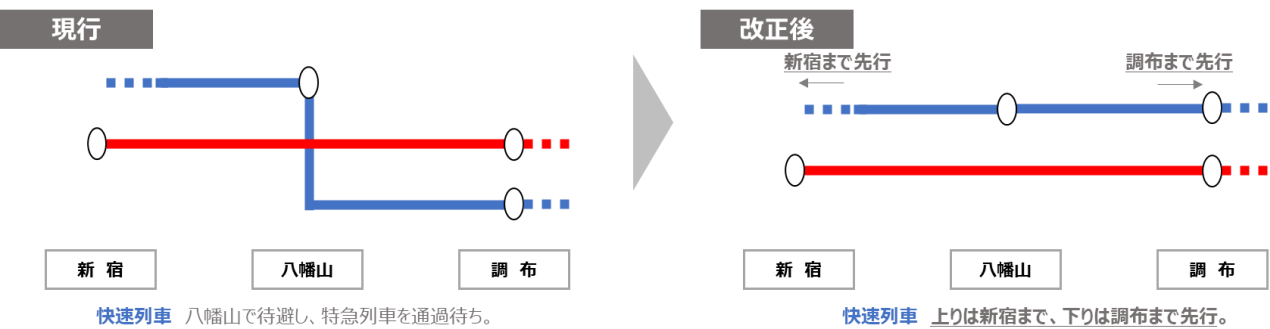 現行
新宿
八幡山
調布
快速列車 八幡山で待避し、特急列車を通過待ち。
改正後
新宿まで先行
調布まで先行
新宿
八幡山
調布
快速列車 上りは新宿まで、下りは調布まで先行。